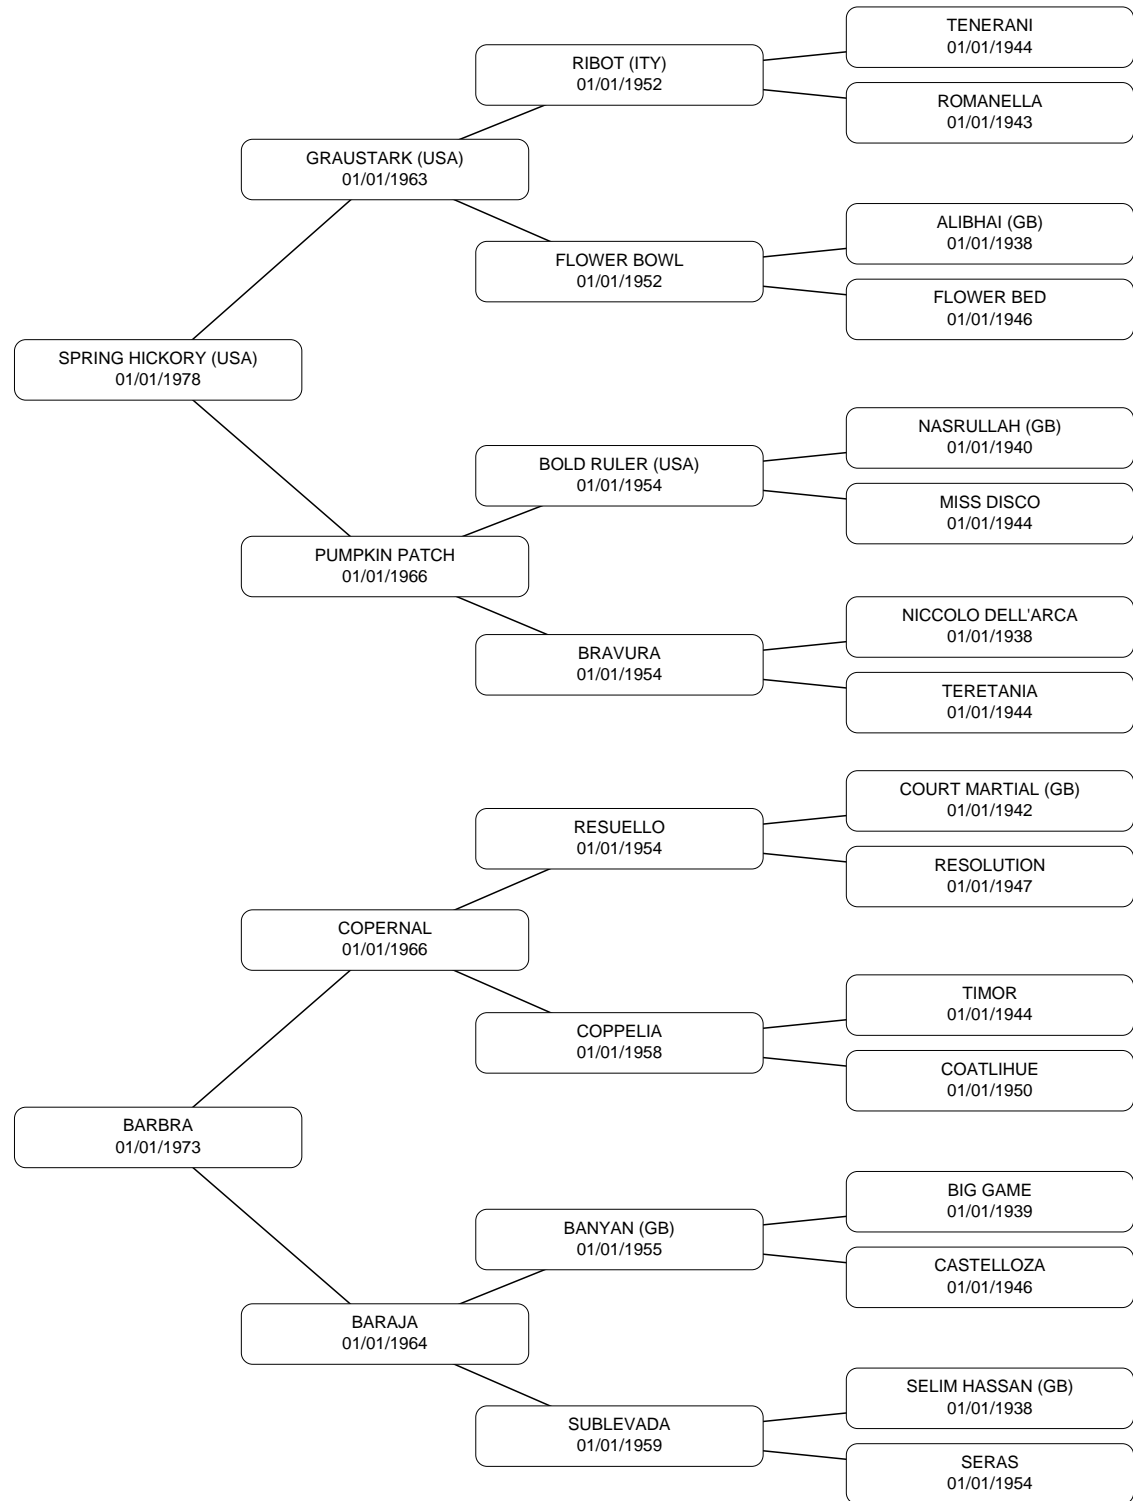 TENERANI
01/01/1944
RIBOT (ITY)
01/01/1952
ROMANELLA
01/01/1943
GRAUSTARK (USA)
01/01/1963
ALIBHAI (GB)
01/01/1938
FLOWER BOWL
01/01/1952
FLOWER BED
01/01/1946
SPRING HICKORY (USA)
01/01/1978
NASRULLAH (GB)
01/01/1940
BOLD RULER (USA)
01/01/1954
MISS DISCO
01/01/1944
PUMPKIN PATCH
01/01/1966
NICCOLO DELL'ARCA
01/01/1938
BRAVURA
01/01/1954
TERETANIA
01/01/1944
COURT MARTIAL (GB)
01/01/1942
RESUELLO
01/01/1954
RESOLUTION
01/01/1947
COPERNAL
01/01/1966
TIMOR
01/01/1944
COPPELIA
01/01/1958
COATLIHUE
01/01/1950
BARBRA
01/01/1973
BIG GAME
01/01/1939
BANYAN (GB)
01/01/1955
CASTELLOZA
01/01/1946
BARAJA
01/01/1964
SELIM HASSAN (GB)
01/01/1938
SUBLEVADA
01/01/1959
SERAS
01/01/1954